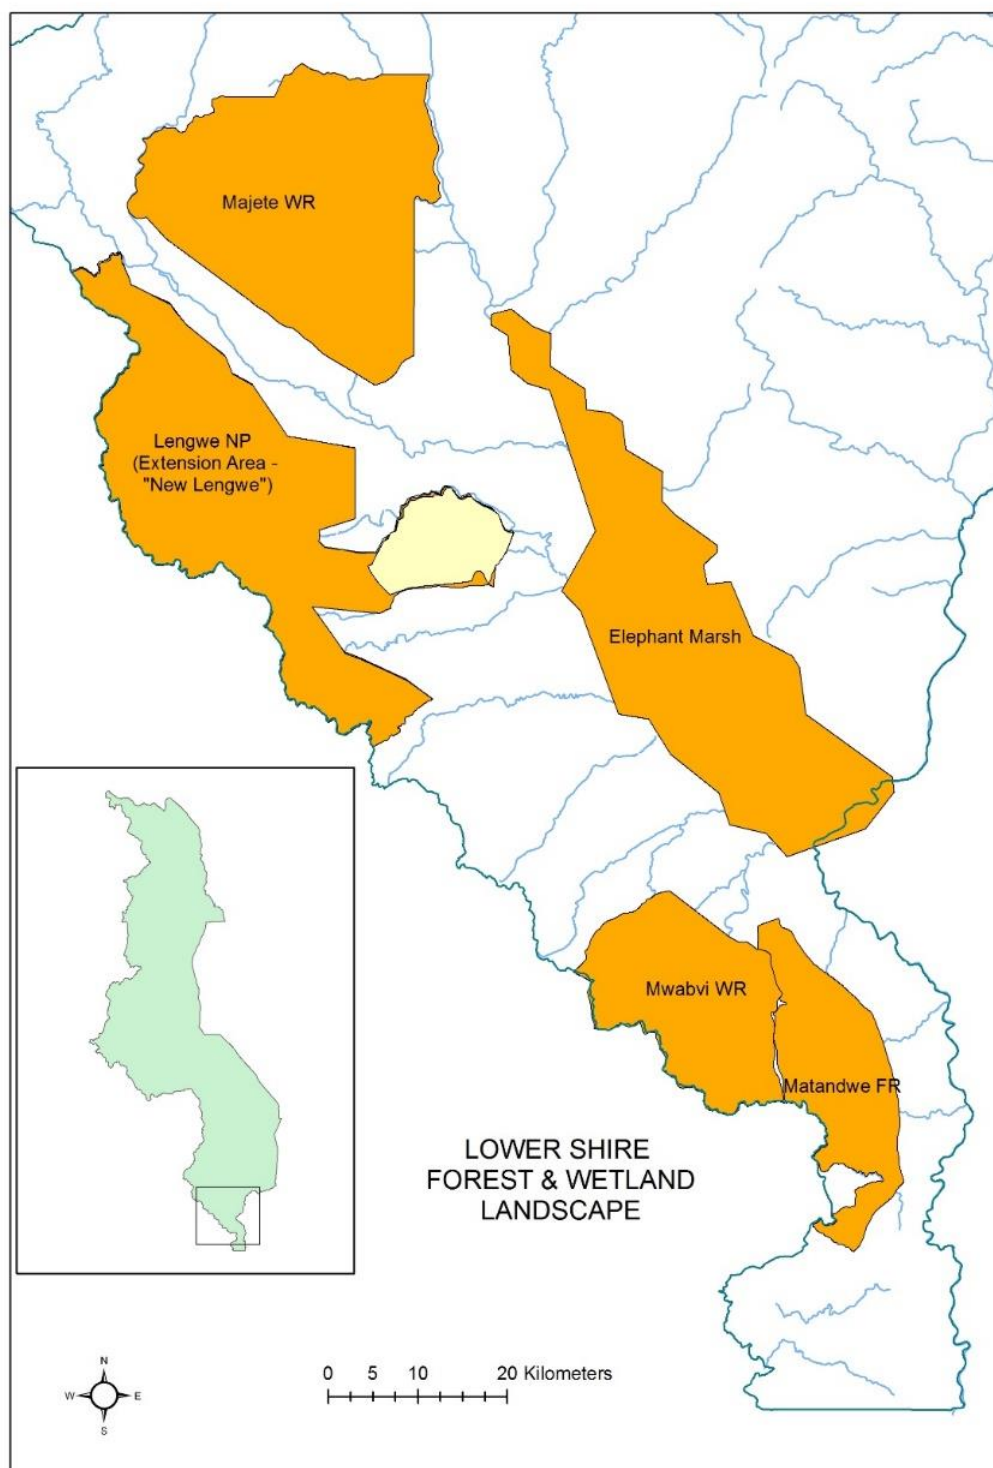 Majete WR
Lengwe NP
(Extension Area -
"New Lengwe")
Elephant Marsh
Mwabvi WR
Matandwe FR
LOWER SHIRE
FOREST & WETLAND
LANDSCAPE
N
W E
S
0 5 10 20 Kilometers